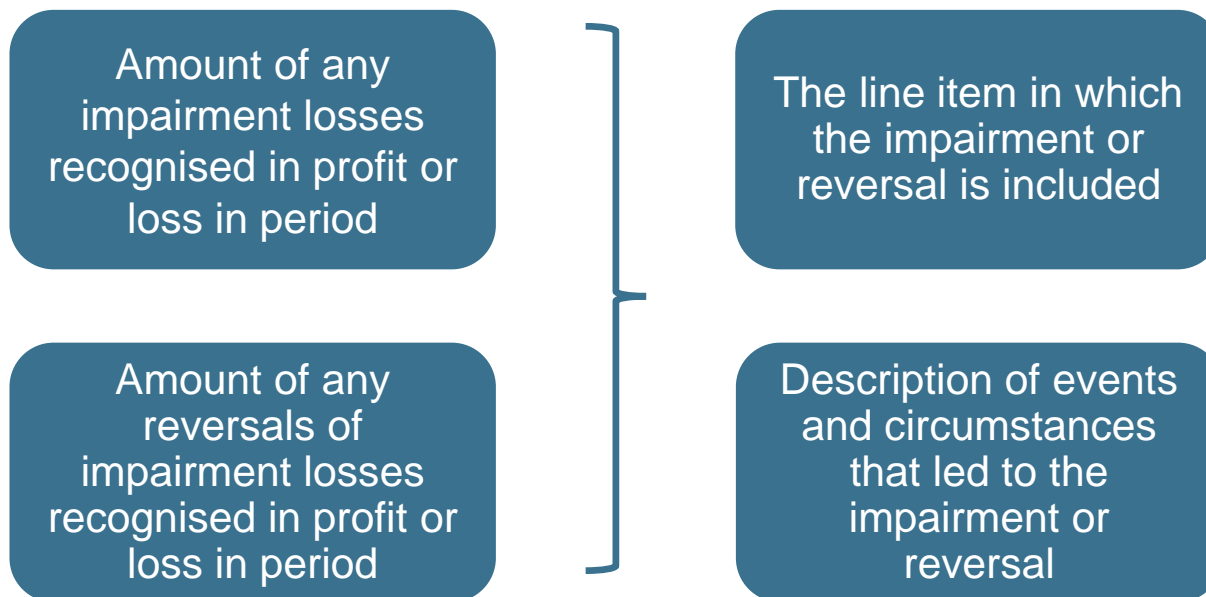 Amount of any
impairment losses
recognised in profit or
loss in period
Amount of any
reversals of
impairment losses
recognised in profit or
loss in period
The line item in which
the impairment or
reversal is included
Description of events
and circumstances
that led to the
impairment or
reversal